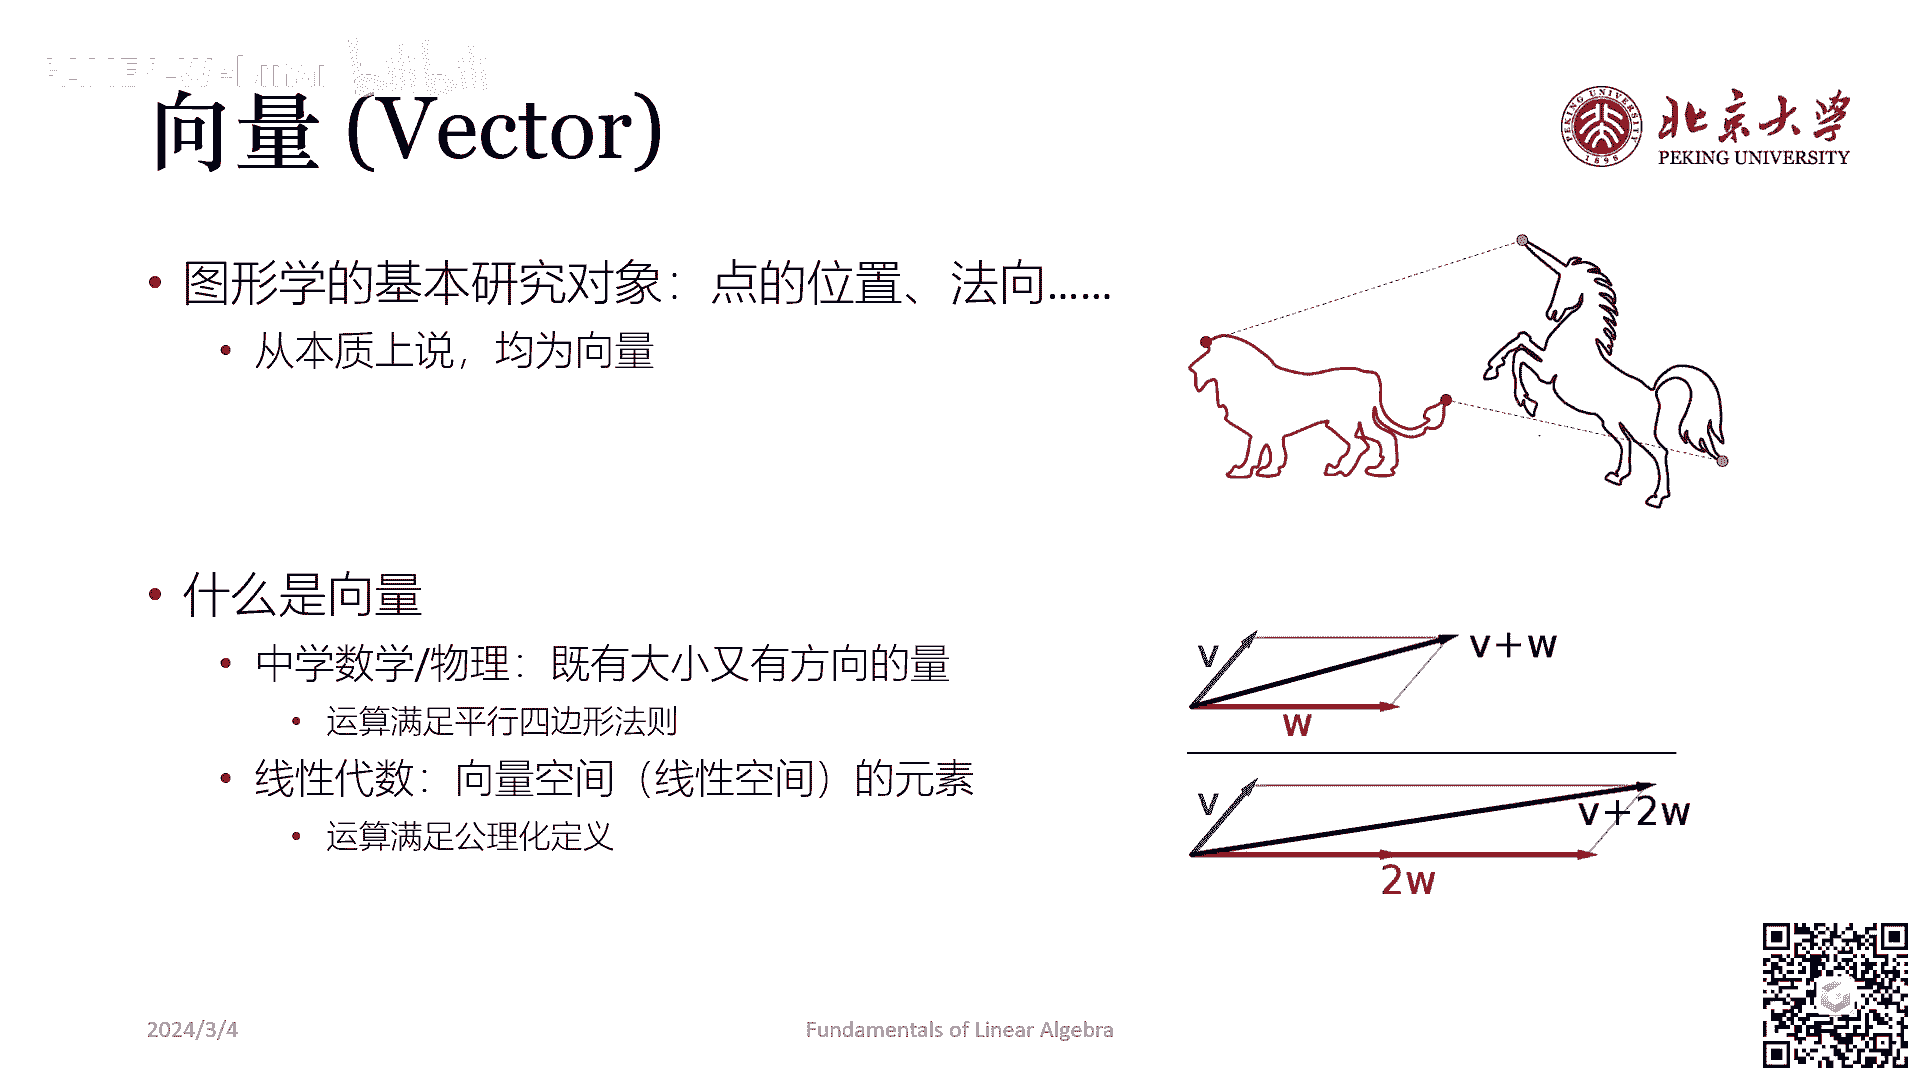 向量 (Vector)
北京大学
PEKING UNIVERSITY
PEKING UNIVERSITY
1898
• 图形学的基本研究对象：点的位置、法向……
• 从本质上说，均为向量
• 什么是向量
• 中学数学/物理：既有大小又有方向的量
• 运算满足平行四边形法则
• 线性代数：向量空间（线性空间）的元素
• 运算满足公理化定义
v
v+w
w
v
v+2w
2w
2024/3/4
Fundamentals of Linear Algebra